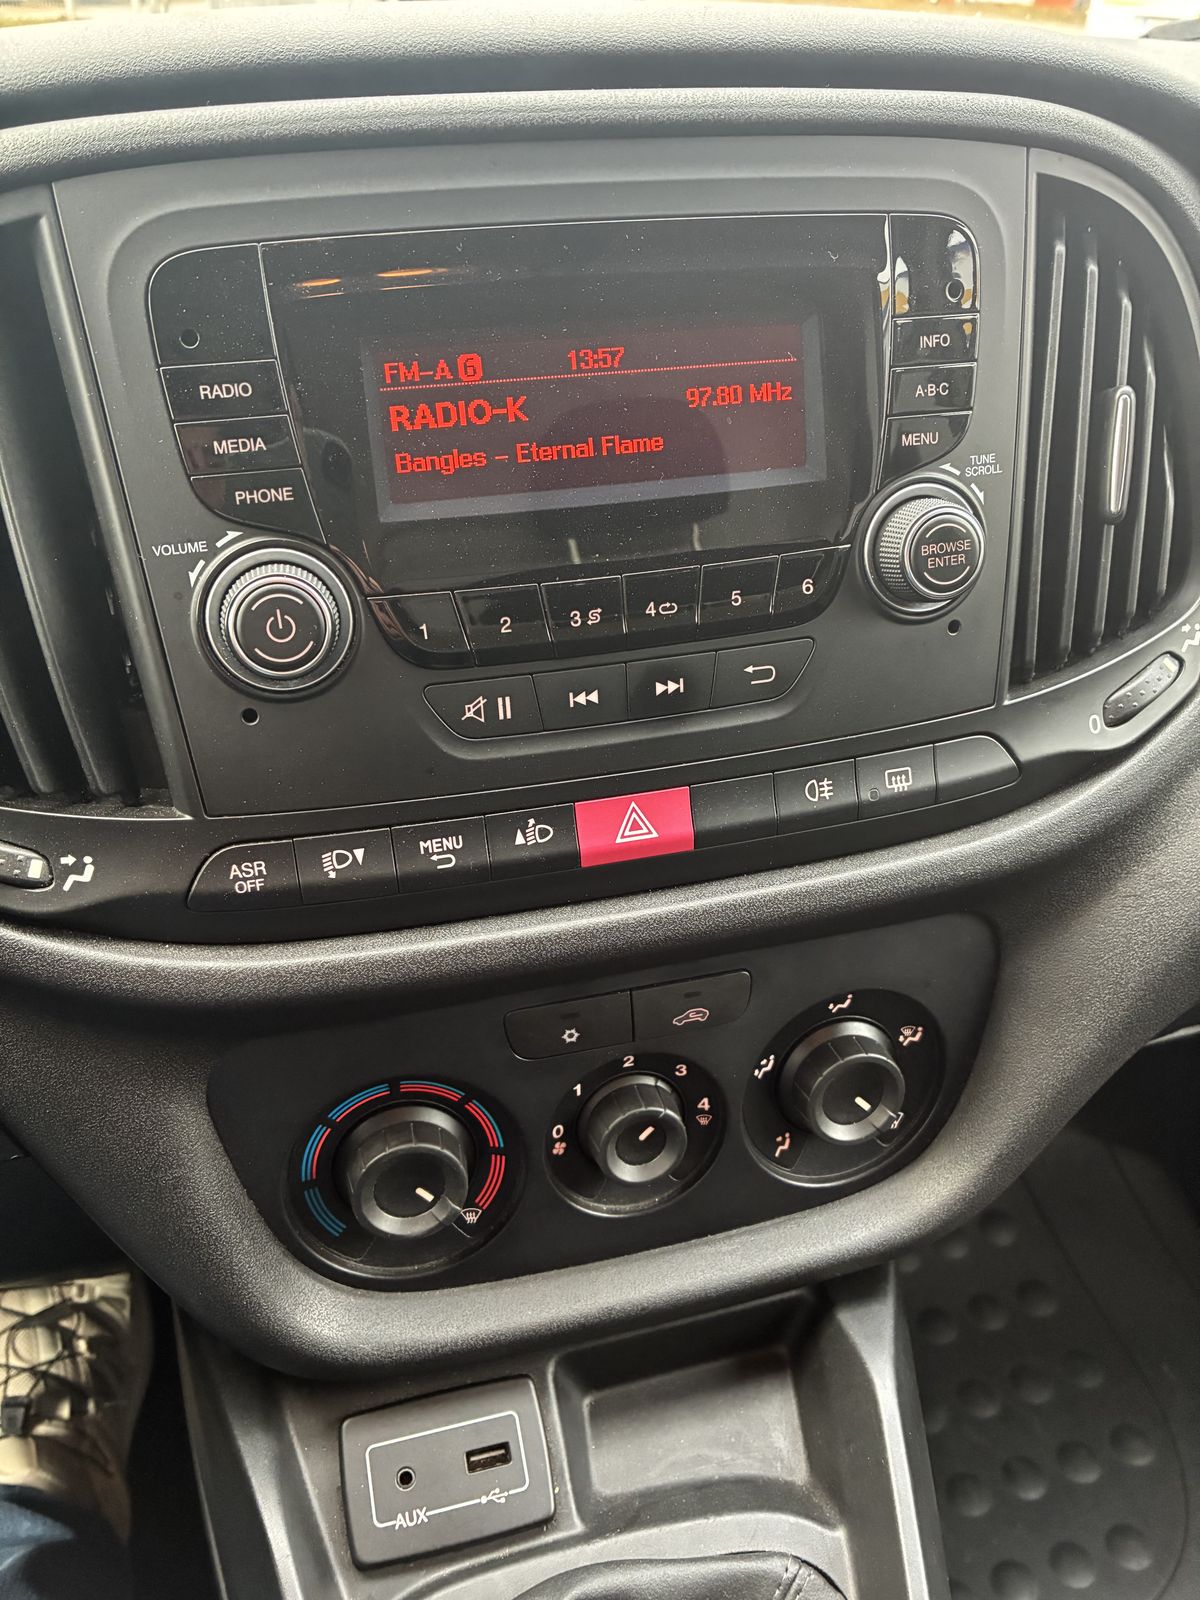 FM-A 6 13:57
RADIO-K 97.80 MHz
Bangles - Eternal Flame
RADIO
MEDIA
PHONE
VOLUME
INFO
A·B·C
MENU
TUNE
SCROLL
BROWSE
ENTER
1 2 3 4 5 6
0
ASR
OFF
MENU
0 1 2 3 4
AUX